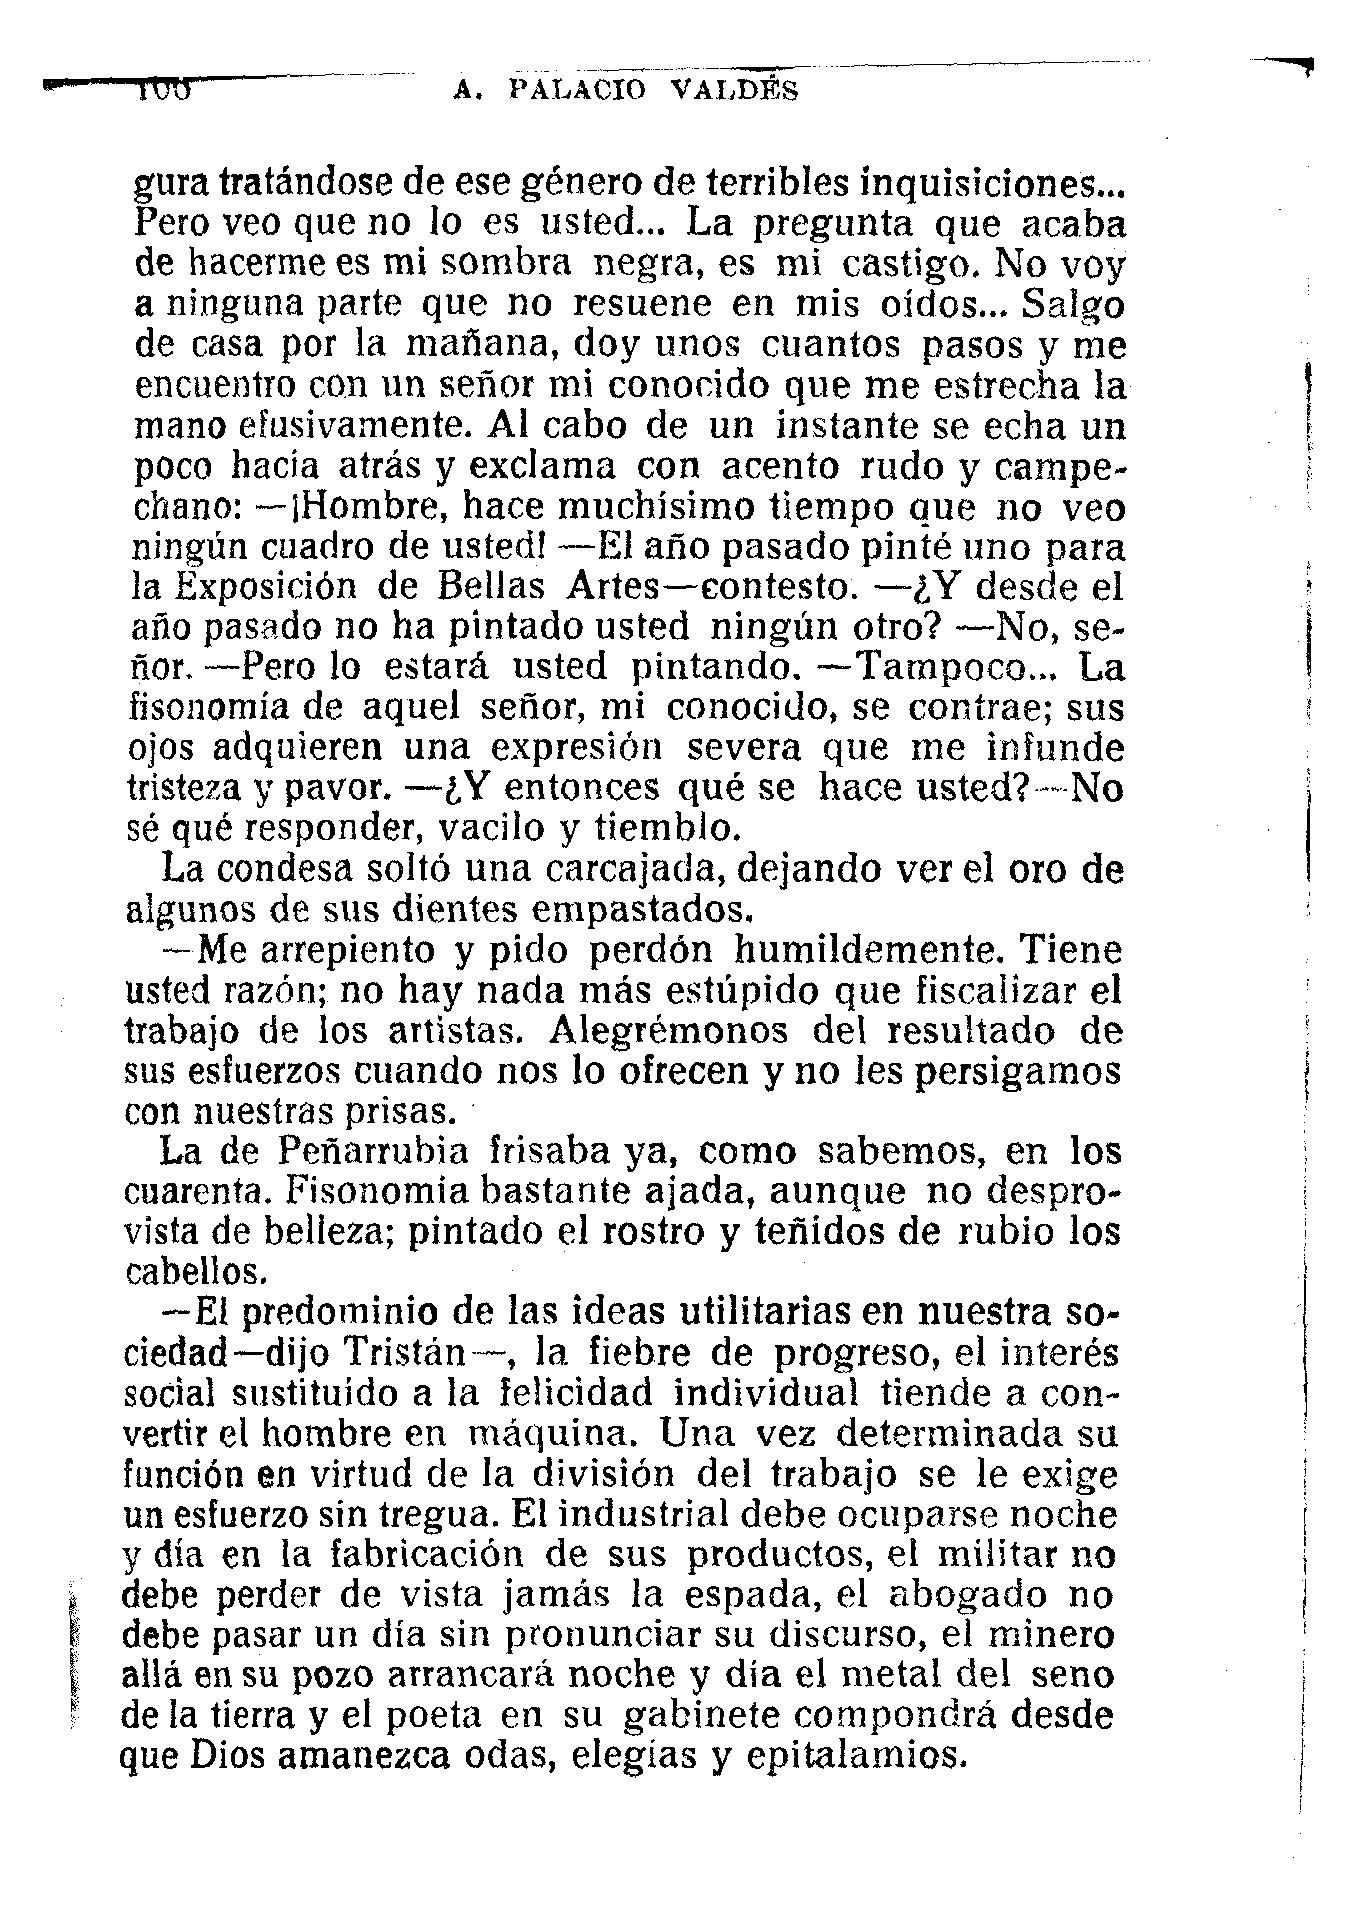 A. PALACIO VALDÉS
gura tratándose de ese género de terribles inquisiciones...
Pero veo que no lo es usted... La pregunta que acaba
de hacerme es mi sombra negra, es mi castigo. No voy
a ninguna parte que no resuene en mis oídos... Salgo
de casa por la mañana, doy unos cuantos pasos y me
encuentro con un señor mi conocido que me estrecha la
mano efusivamente. Al cabo de un instante se echa un
poco hacia atrás y exclama con acento rudo y campe-
chano: —¡Hombre, hace muchísimo tiempo que no veo
ningún cuadro de usted! —El año pasado pinté uno para
la Exposición de Bellas Artes—contesto. —¿Y desde el
año pasado no ha pintado usted ningún otro? —No, se-
ñor. —Pero lo estará usted pintando. —Tampoco... La
fisonomía de aquel señor, mi conocido, se contrae; sus
ojos adquieren una expresión severa que me infunde
tristeza y pavor. —¿Y entonces qué se hace usted?—No
sé qué responder, vacilo y tiemblo.
La condesa soltó una carcajada, dejando ver el oro de
algunos de sus dientes empastados.
—Me arrepiento y pido perdón humildemente. Tiene
usted razón; no hay nada más estúpido que fiscalizar el
trabajo de los artistas. Alegrémonos del resultado de
sus esfuerzos cuando nos lo ofrecen y no les persigamos
con nuestras prisas.
La de Peñarrubia frisaba ya, como sabemos, en los
cuarenta. Fisonomía bastante ajada, aunque no despro-
vista de belleza; pintado el rostro y teñidos de rubio los
cabellos.
—El predominio de las ideas utilitarias en nuestra so-
ciedad—dijo Tristán—, la fiebre de progreso, el interés
social sustituído a la felicidad individual tiende a con-
vertir el hombre en máquina. Una vez determinada su
función en virtud de la división del trabajo se le exige
un esfuerzo sin tregua. El industrial debe ocuparse noche
y día en la fabricación de sus productos, el militar no
debe perder de vista jamás la espada, el abogado no
debe pasar un día sin pronunciar su discurso, el minero
allá en su pozo arrancará noche y día el metal del seno
de la tierra y el poeta en su gabinete compondrá desde
que Dios amanezca odas, elegías y epitalamios.